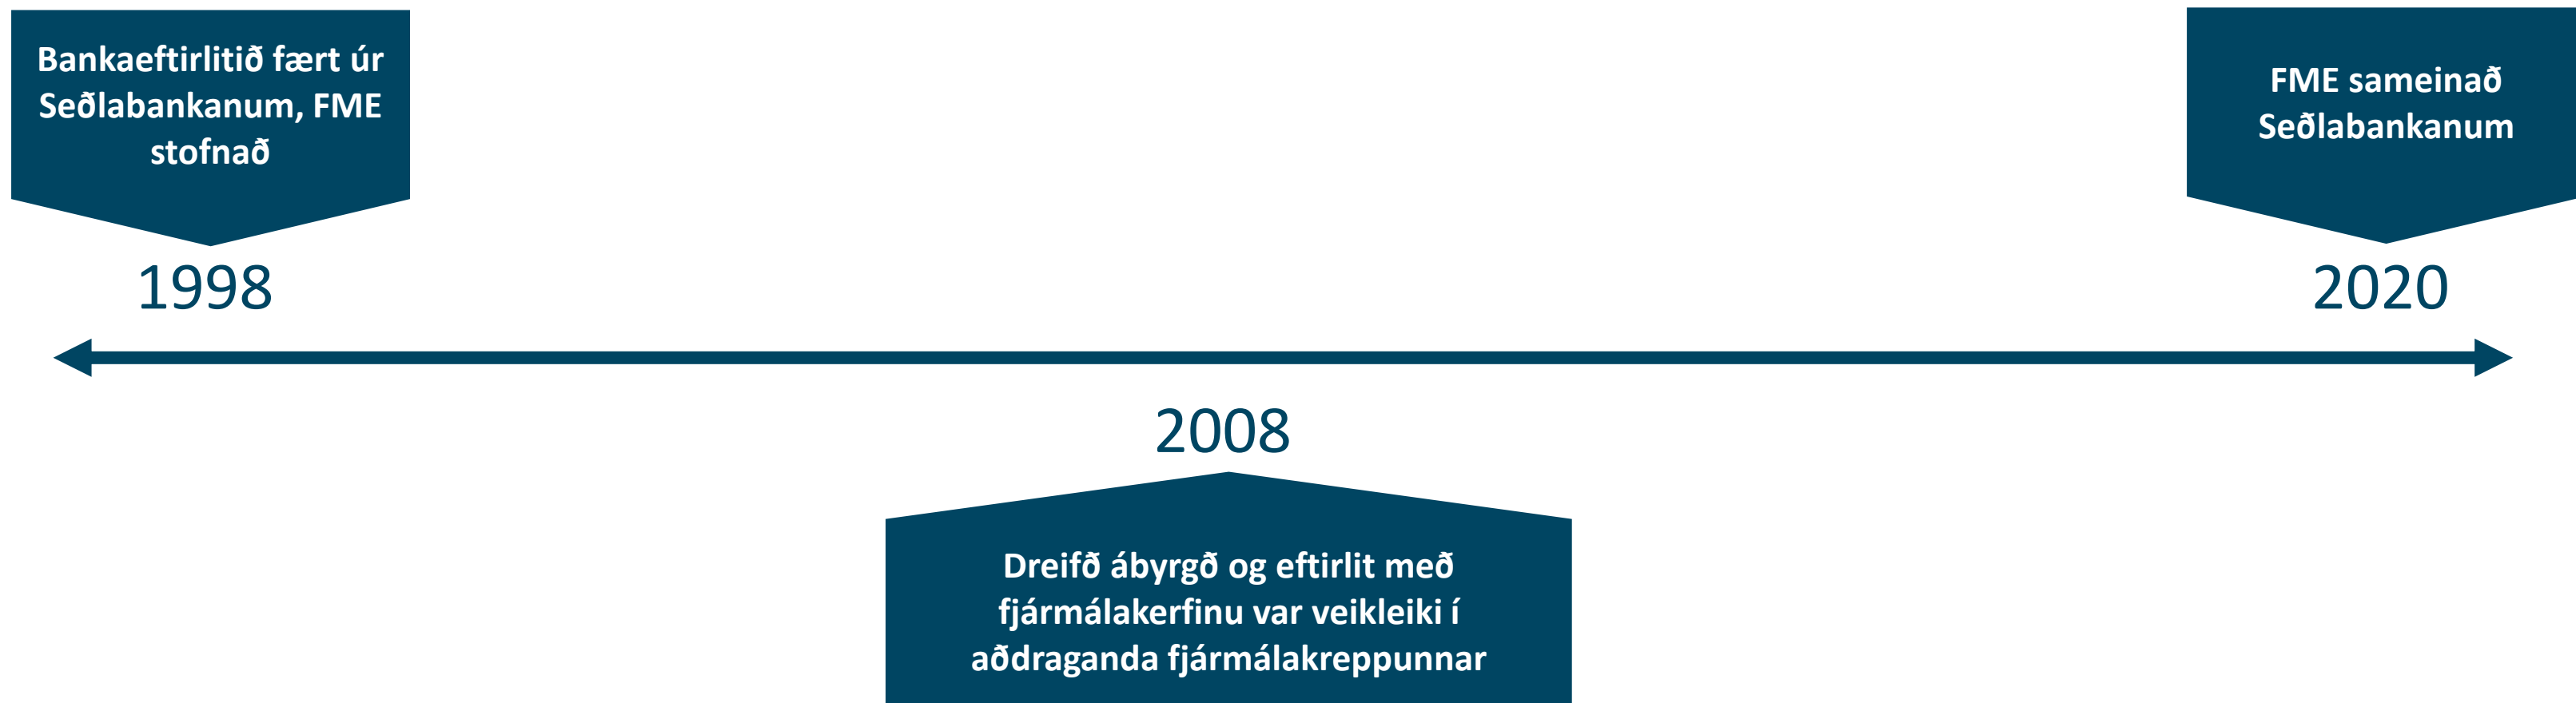 Bankaeftirlitið fært úr
Seðlabankanum, FME
stofnað
1998
FME sameinað
Seðlabankanum
2020
2008
Dreifð ábyrgð og eftirlit með
fjármálakerfinu var veikleiki í
aðdraganda fjármálakreppunnar